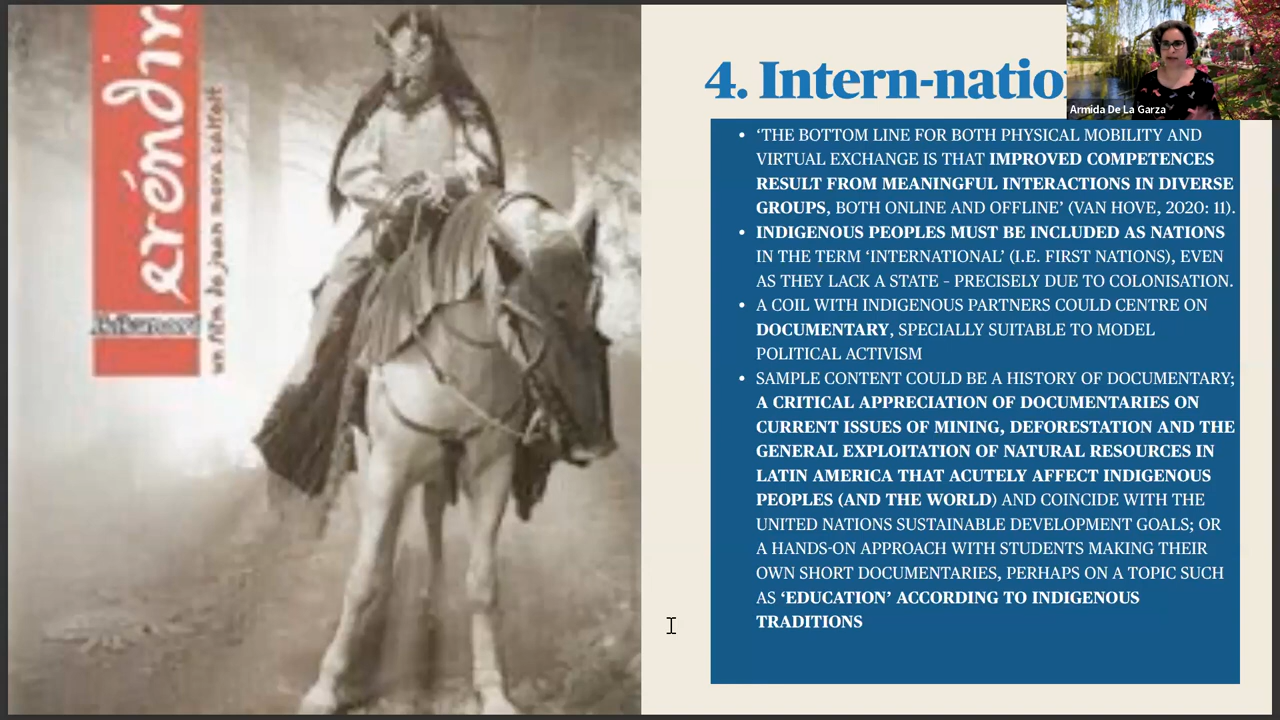 eréndira
un film de juan mora catlett
4. Intern-natio
Armida De La Garza
• ‘THE BOTTOM LINE FOR BOTH PHYSICAL MOBILITY AND
VIRTUAL EXCHANGE IS THAT IMPROVED COMPETENCES
RESULT FROM MEANINGFUL INTERACTIONS IN DIVERSE
GROUPS, BOTH ONLINE AND OFFLINE’ (VAN HOVE, 2020: 11).
• INDIGENOUS PEOPLES MUST BE INCLUDED AS NATIONS
IN THE TERM ‘INTERNATIONAL’ (I.E. FIRST NATIONS), EVEN
AS THEY LACK A STATE - PRECISELY DUE TO COLONISATION.
• A COIL WITH INDIGENOUS PARTNERS COULD CENTRE ON
DOCUMENTARY, SPECIALLY SUITABLE TO MODEL
POLITICAL ACTIVISM
• SAMPLE CONTENT COULD BE A HISTORY OF DOCUMENTARY;
A CRITICAL APPRECIATION OF DOCUMENTARIES ON
CURRENT ISSUES OF MINING, DEFORESTATION AND THE
GENERAL EXPLOITATION OF NATURAL RESOURCES IN
LATIN AMERICA THAT ACUTELY AFFECT INDIGENOUS
PEOPLES (AND THE WORLD) AND COINCIDE WITH THE
UNITED NATIONS SUSTAINABLE DEVELOPMENT GOALS; OR
A HANDS-ON APPROACH WITH STUDENTS MAKING THEIR
OWN SHORT DOCUMENTARIES, PERHAPS ON A TOPIC SUCH
AS ‘EDUCATION’ ACCORDING TO INDIGENOUS
TRADITIONS